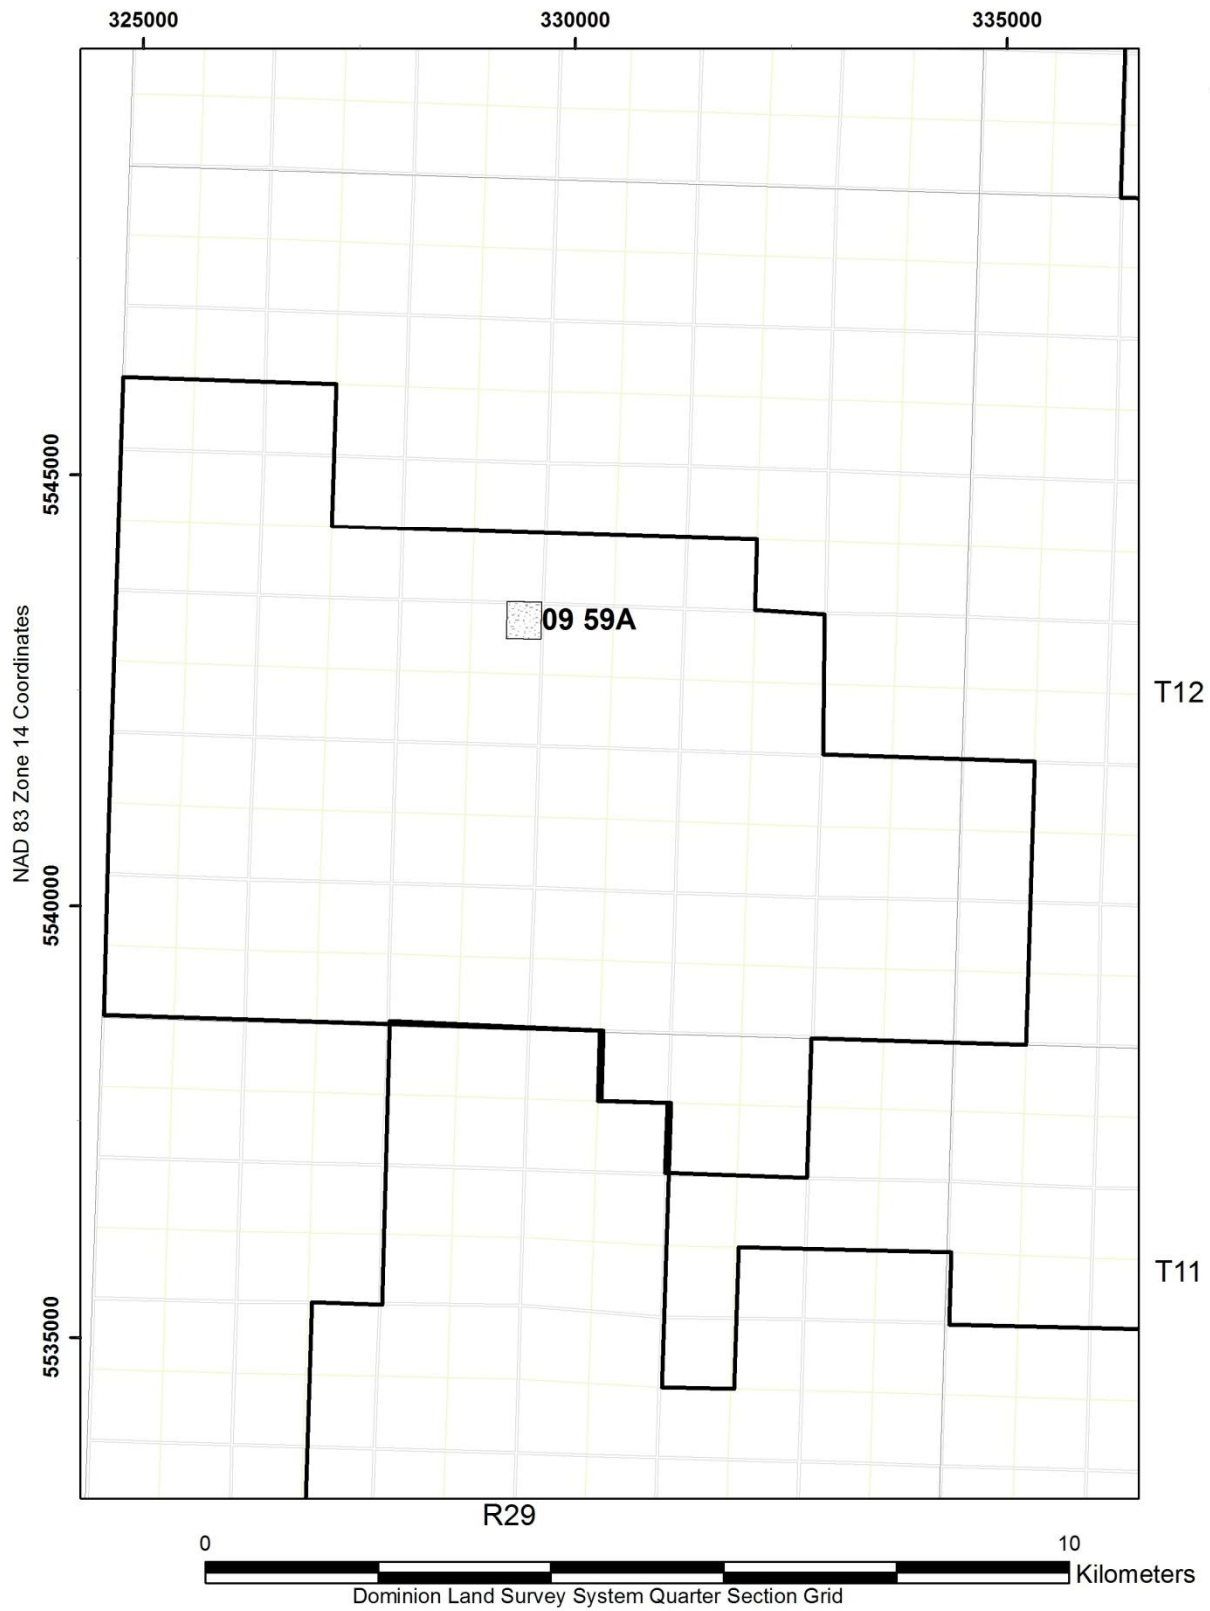 325000 330000 335000
5545000
09 59A
T12
NAD 83 Zone 14 Coordinates
5540000
T11
5535000
R29
0 10
Kilometers
Dominion Land Survey System Quarter Section Grid